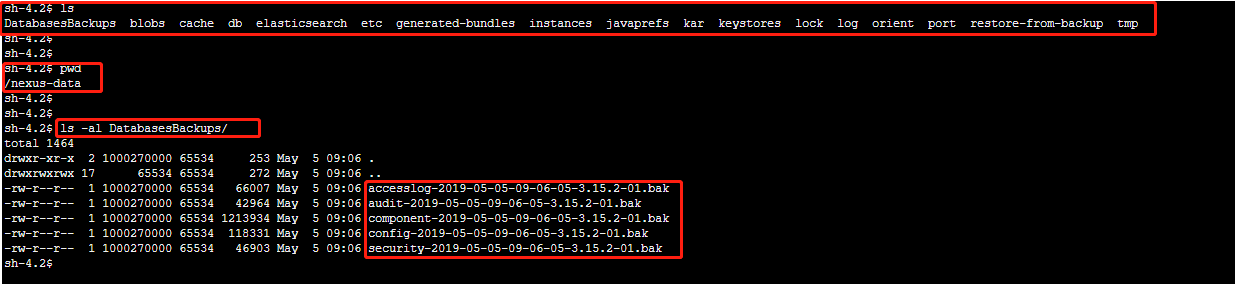 sh-4.2$ ls
DatabasesBackups blobs cache db elasticsearch etc generated-bundles instances javaprefs kar keystores lock log orient port restore-from-backup tmp
sh-4.2$
sh-4.2$
sh-4.2$ pwd
/nexus-data
sh-4.2$
sh-4.2$
sh-4.2$ ls -al DatabasesBackups/
total 1464
drwxr-xr-x 2 1000270000 65534 253 May 5 09:06 .
drwxrwxrwx 17 65534 65534 272 May 5 09:06 ..
-rw-r--r-- 1 1000270000 65534 66007 May 5 09:06 accesslog-2019-05-05-09-06-05-3.15.2-01.bak
-rw-r--r-- 1 1000270000 65534 42964 May 5 09:06 audit-2019-05-05-09-06-05-3.15.2-01.bak
-rw-r--r-- 1 1000270000 65534 1213934 May 5 09:06 component-2019-05-05-09-06-05-3.15.2-01.bak
-rw-r--r-- 1 1000270000 65534 118331 May 5 09:06 config-2019-05-05-09-06-05-3.15.2-01.bak
-rw-r--r-- 1 1000270000 65534 46903 May 5 09:06 security-2019-05-05-09-06-05-3.15.2-01.bak
sh-4.2$